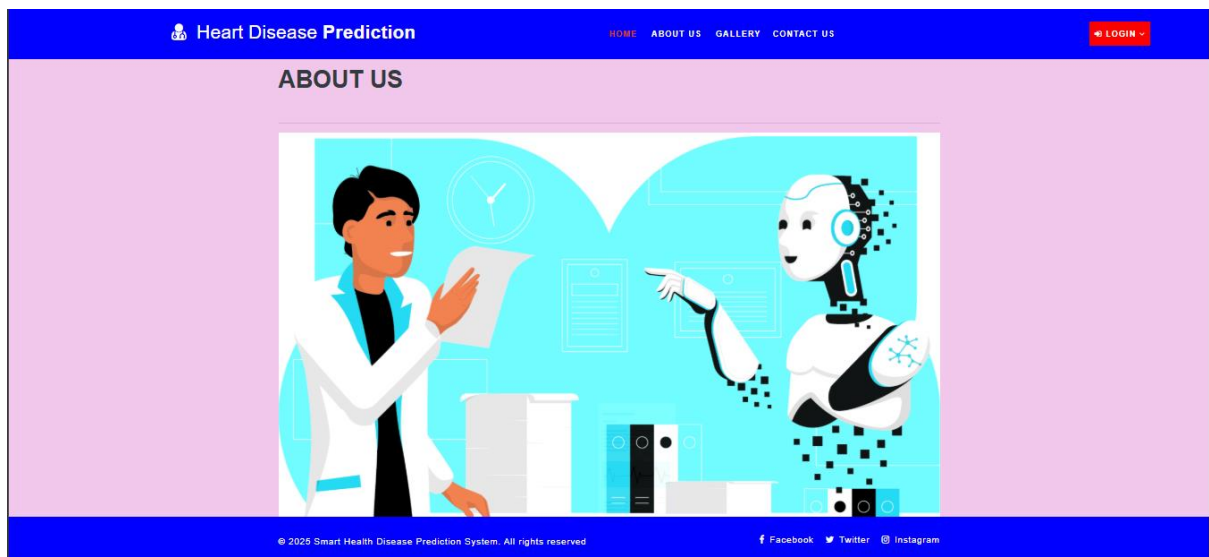 Heart Disease Prediction
HOME ABOUT US GALLERY CONTACT US
LOGIN
ABOUT US
© 2025 Smart Health Disease Prediction System. All rights reserved
Facebook Twitter Instagram